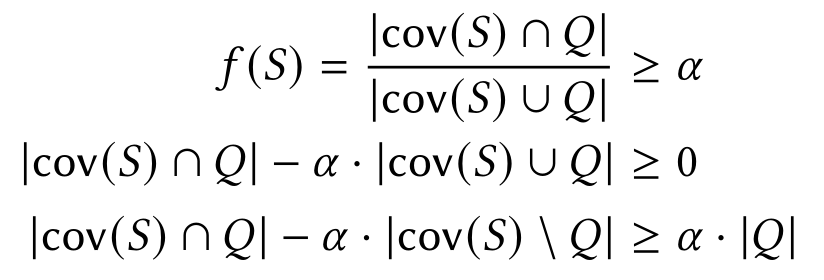 f(S) = |cov(S) ∩ Q| / |cov(S) ∪ Q| ≥ α
|cov(S) ∩ Q| − α · |cov(S) ∪ Q| ≥ 0
|cov(S) ∩ Q| − α · |cov(S) \ Q| ≥ α · |Q|